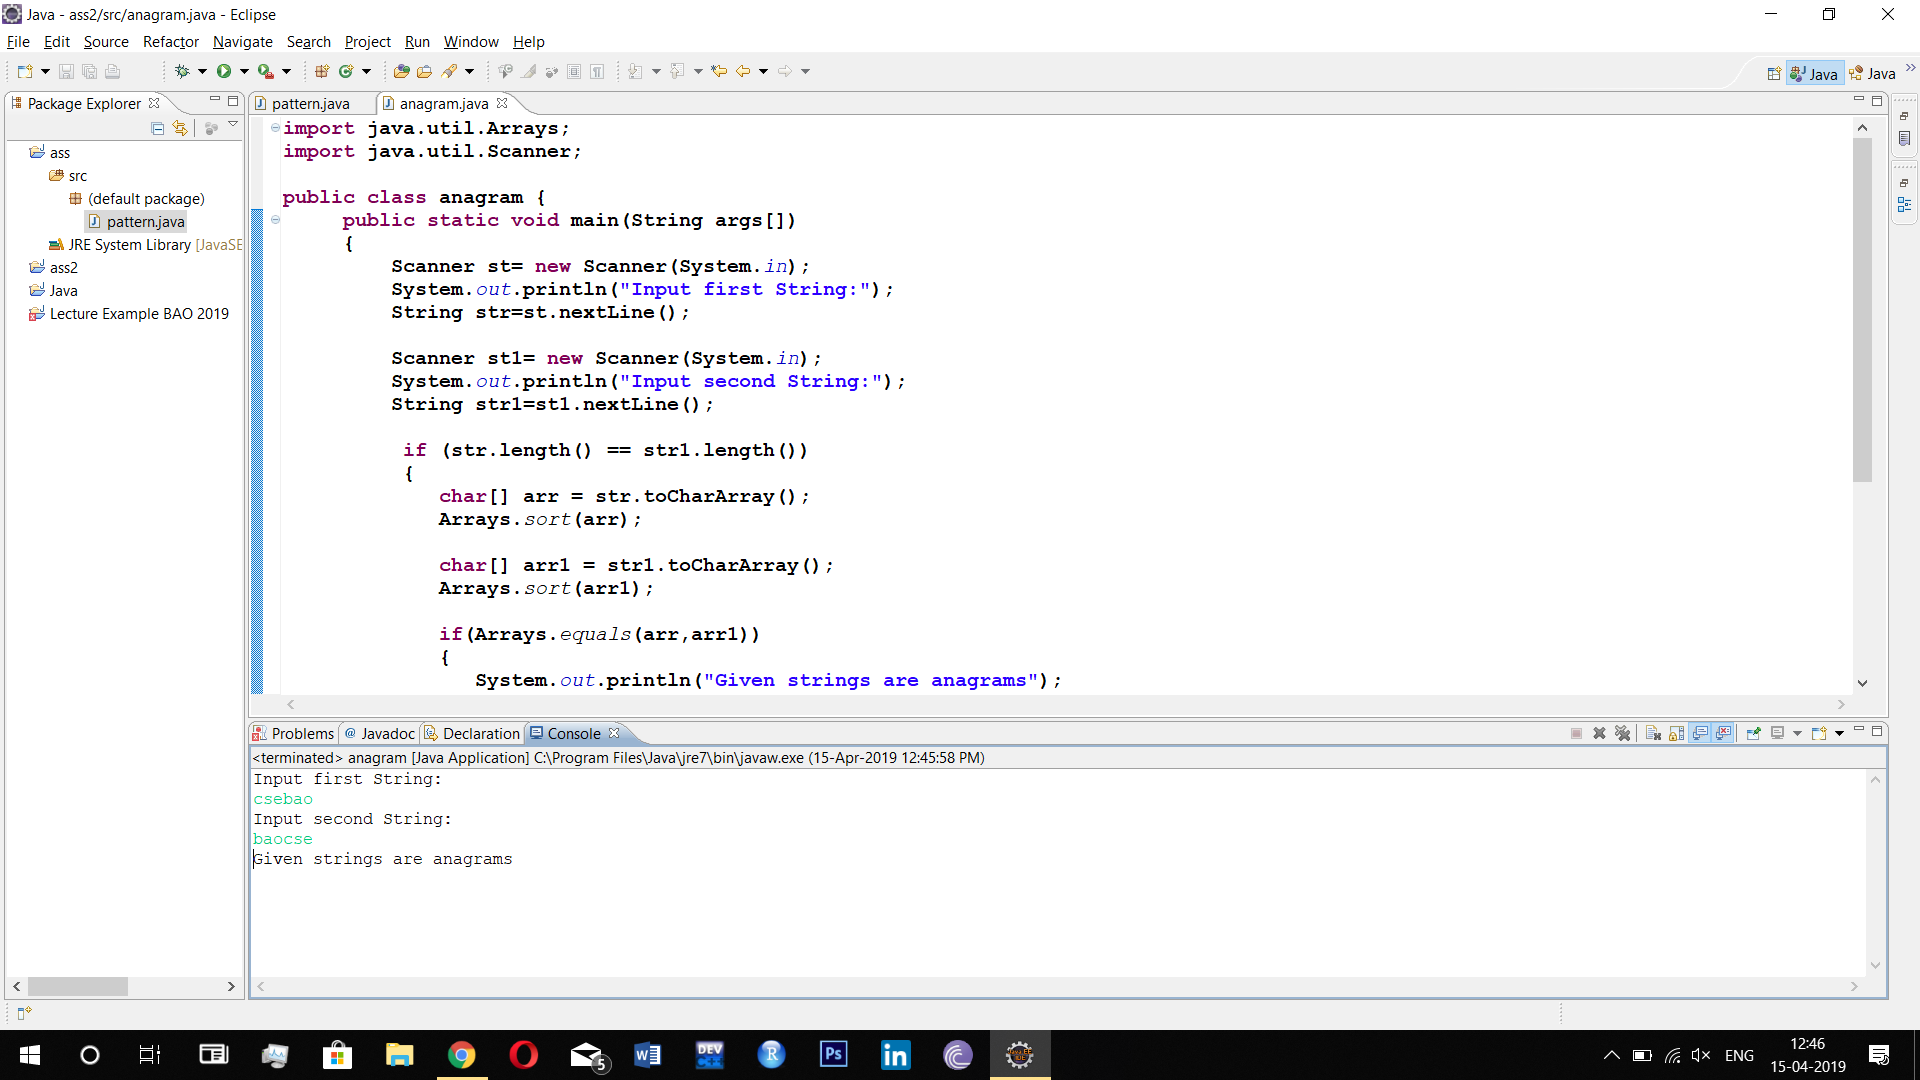 Java - ass2/src/anagram.java - Eclipse
File Edit Source Refactor Navigate Search Project Run Window Help
Java Java
Package Explorer
ass
src
(default package)
pattern.java
JRE System Library [JavaSE
ass2
Java
Lecture Example BAO 2019
pattern.java anagram.java
import java.util.Arrays;
import java.util.Scanner;
public class anagram {
public static void main(String args[])
{
Scanner st= new Scanner(System.in);
System.out.println("Input first String:");
String str=st.nextLine();
Scanner st1= new Scanner(System.in);
System.out.println("Input second String:");
String str1=st1.nextLine();
if (str.length() == str1.length())
{
char[] arr = str.toCharArray();
Arrays.sort(arr);
char[] arr1 = str1.toCharArray();
Arrays.sort(arr1);
if(Arrays.equals(arr,arr1))
{
System.out.println("Given strings are anagrams");
Problems @ Javadoc Declaration Console
<terminated> anagram [Java Application] C:\Program Files\Java\jre7\bin\javaw.exe (15-Apr-2019 12:45:58 PM)
Input first String:
csebao
Input second String:
baocse
Given strings are anagrams
5
DEV
C++
R
Ps
in
ENG
12:46
15-04-2019